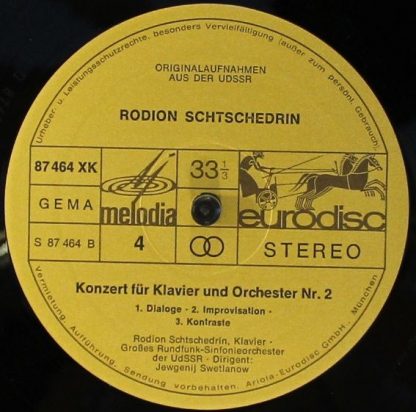 Urheber- u. Leistungsschutzrechte, besonders Vervielfältigung (außer zum persönl. Gebrauch)
ORIGINALAUFNAHMEN
AUS DER UDSSR
RODION SCHTSCHEDRIN
87 464 XK
33 1/3
GEMA
melodia
eurodisc
S 87 464 B
4
STEREO
Konzert für Klavier und Orchester Nr. 2
1. Dialoge - 2. Improvisation -
3. Kontraste
Rodion Schtschedrin, Klavier ·
Großes Rundfunk-Sinfonieorchester
der UdSSR · Dirigent:
Jewgenij Swetlanow
Vermietung, Aufführung, Sendung vorbehalten. Ariola-Eurodisc GmbH, München